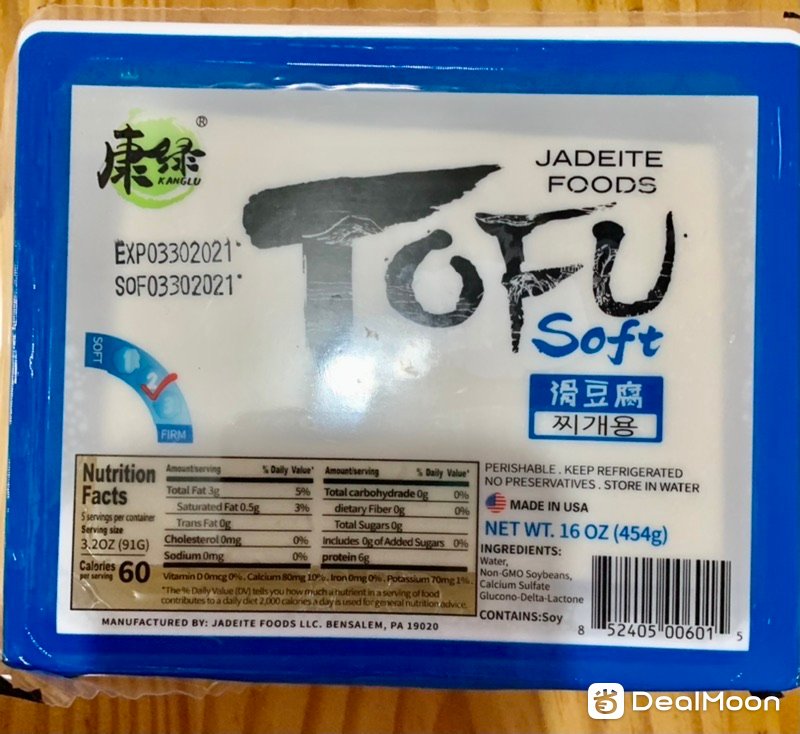 康绿®
KANGLU
JADEITE
FOODS
EXP03302021
SOF03302021
TOFU
Soft
滑豆腐
찌개용
SOFT
2
FIRM
Nutrition
Facts
5 servings per container
Serving size
3.2OZ (91G)
Calories
per serving 60
Amount/serving % Daily Value*
Total Fat 3g 5%
Saturated Fat 0.5g 3%
Trans Fat 0g
Cholesterol 0mg 0%
Sodium 0mg 0%
Amount/serving % Daily Value*
Total carbohydrate 0g 0%
dietary Fiber 0g 0%
Total Sugars 0g
Includes 0g of Added Sugars 0%
protein 6g
Vitamin D 0mcg 0% . Calcium 80mg 10% . Iron 0mg 0% . Potassium 70mg 1% .
*The % Daily Value (DV) tells you how much a nutrient in a serving of food
contributes to a daily diet 2,000 calories a day is used for general nutrition advice.
PERISHABLE . KEEP REFRIGERATED
NO PRESERVATIVES . STORE IN WATER
MADE IN USA
NET WT. 16 OZ (454g)
INGREDIENTS:
Water,
Non-GMO Soybeans,
Calcium Sulfate
Glucono-Delta-Lactone
CONTAINS:Soy
8 52405 00601 5
MANUFACTURED BY: JADEITE FOODS LLC. BENSALEM, PA 19020
DealMoon